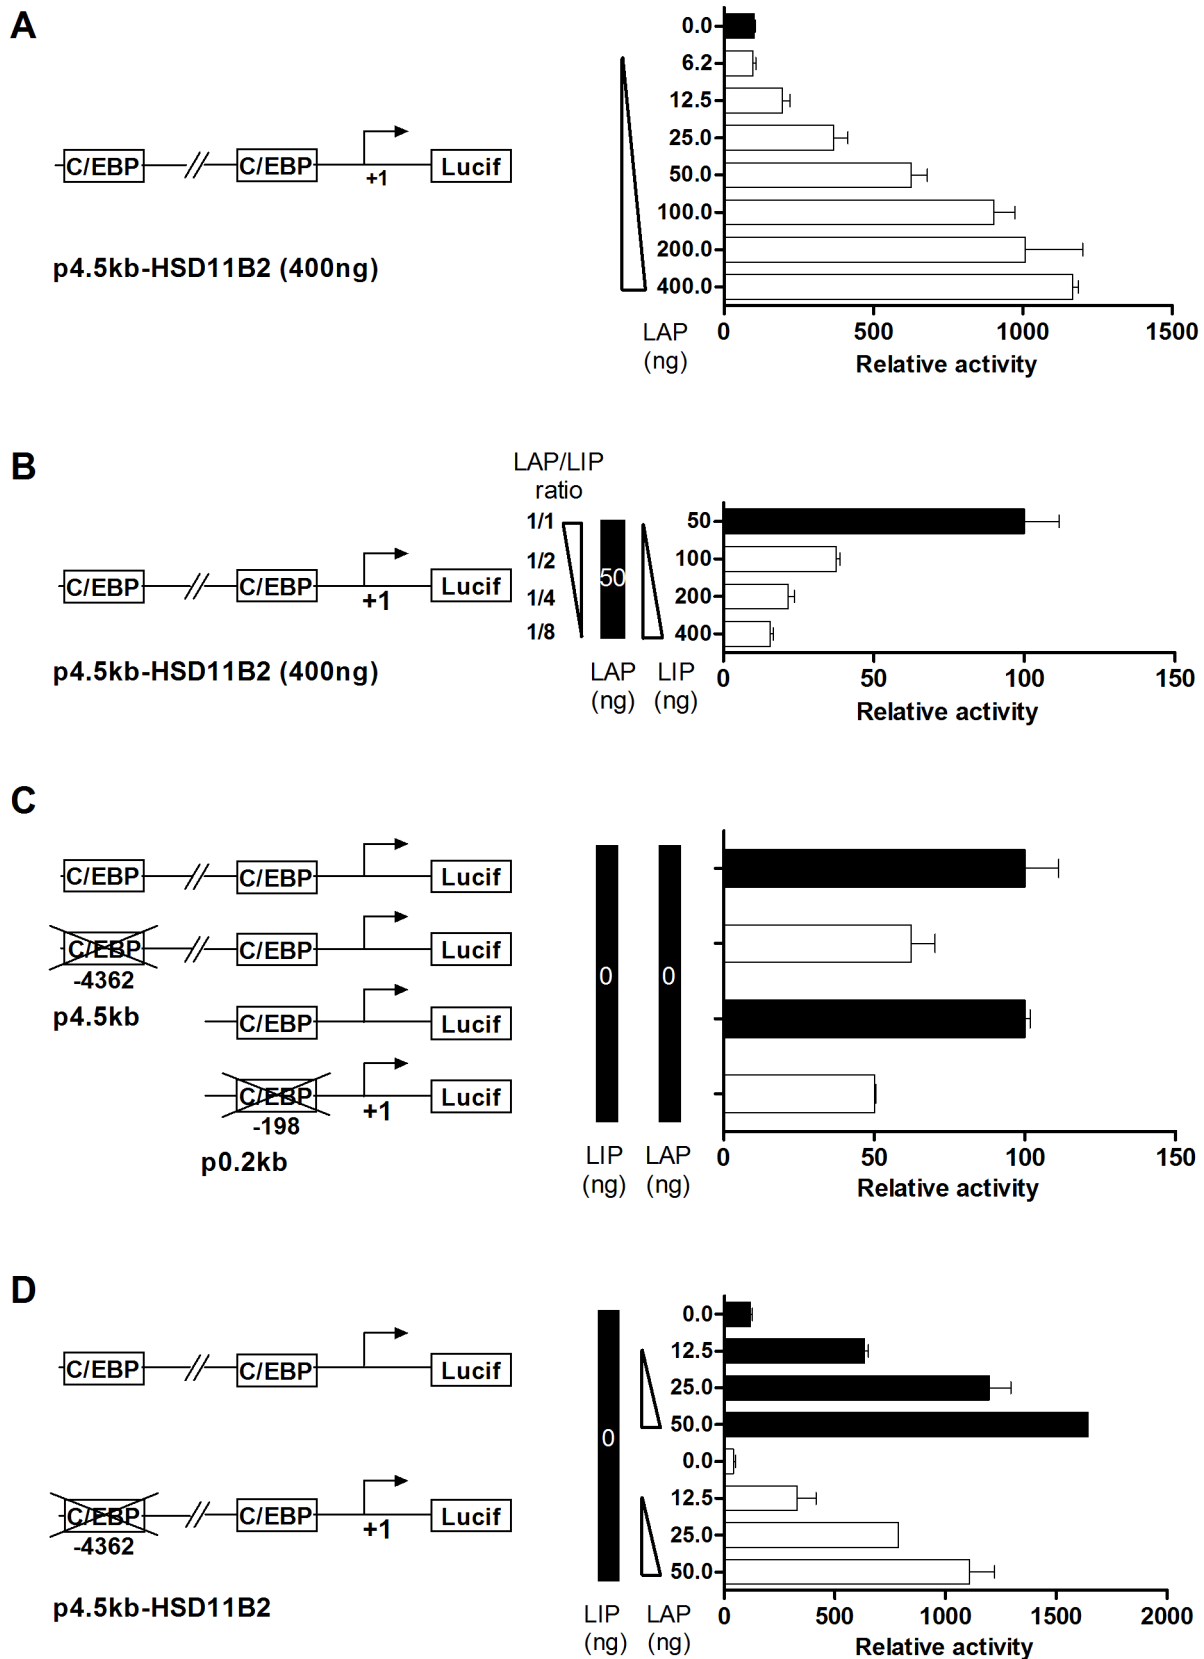 A
C/EBP C/EBP +1 Lucif
p4.5kb-HSD11B2 (400ng)
0.0
6.2
12.5
25.0
50.0
100.0
200.0
400.0
LAP
(ng)
0 500 1000 1500
Relative activity
B
C/EBP C/EBP +1 Lucif
p4.5kb-HSD11B2 (400ng)
LAP/LIP
ratio
1/1
1/2
1/4
1/8
50
LAP
(ng)
50
100
200
400
LIP
(ng)
0 50 100 150
Relative activity
C
C/EBP C/EBP Lucif
C/EBP C/EBP Lucif
-4362
p4.5kb
C/EBP Lucif
C/EBP +1 Lucif
-198
p0.2kb
0 0
LIP LAP
(ng) (ng)
0 50 100 150
Relative activity
D
C/EBP C/EBP Lucif
C/EBP C/EBP +1 Lucif
-4362
p4.5kb-HSD11B2
0
LIP
(ng)
0.0
12.5
25.0
50.0
0.0
12.5
25.0
50.0
LAP
(ng)
0 500 1000 1500 2000
Relative activity